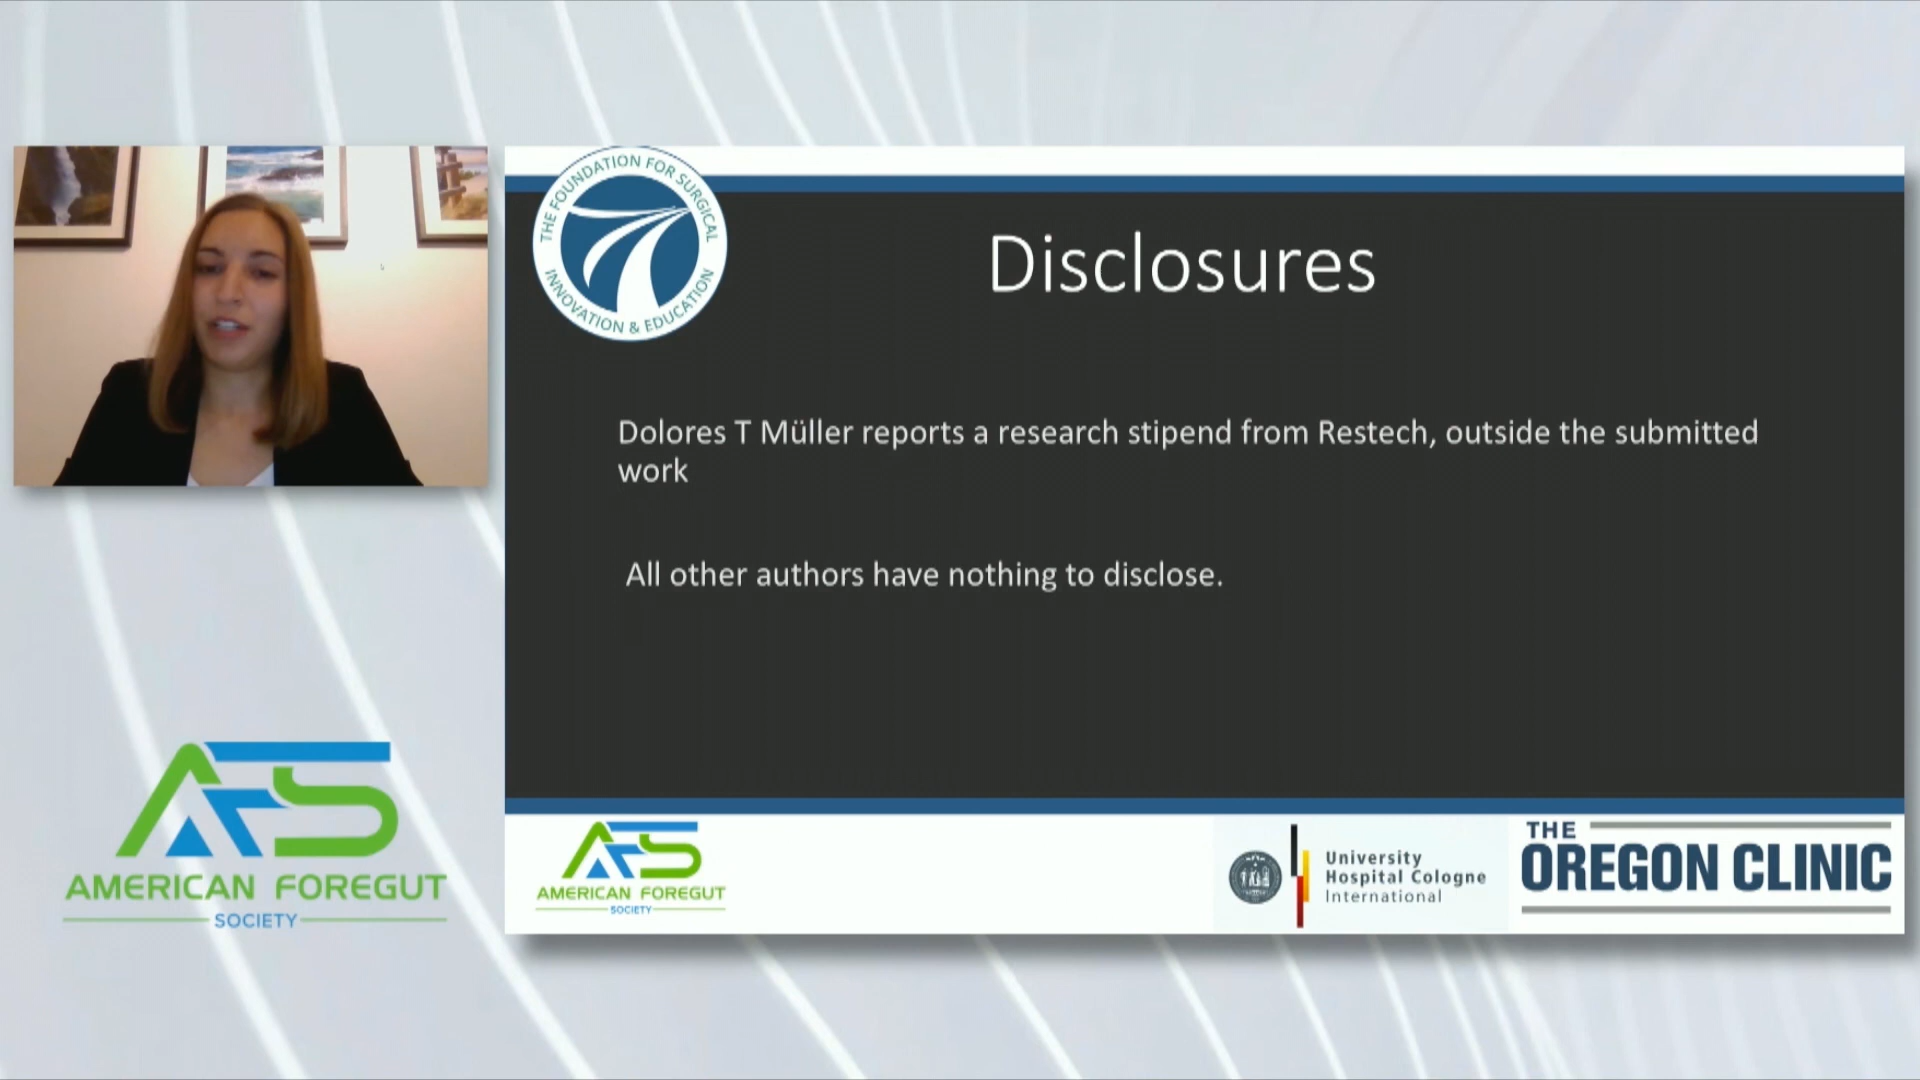 THE FOUNDATION FOR SURGICAL
INNOVATION & EDUCATION
Disclosures
Dolores T Müller reports a research stipend from Restech, outside the submitted
work
All other authors have nothing to disclose.
AFS
AMERICAN FOREGUT
SOCIETY
AFS
AMERICAN FOREGUT
SOCIETY
University
Hospital Cologne
International
THE
OREGON CLINIC